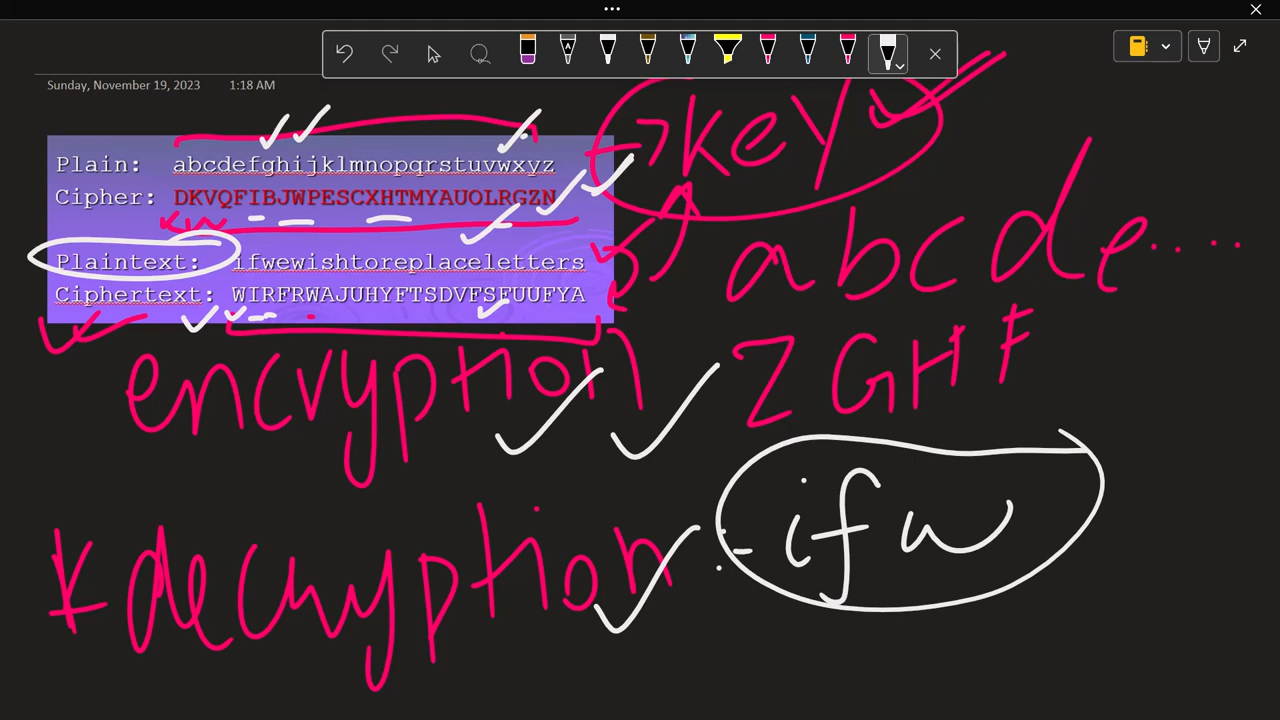 Sunday, November 19, 2023 1:18 AM
Plain: abcdefghijklmnopqrstuvwxyz
Cipher: DKVQFIBJWPESCXHTMYAUOLRGZN
Plaintext: ifwewishtoreplaceletters
Ciphertext: WIRFRWAJUHYFTSDVFSFUUFYA
key
abcde....
ZGHF
encryption
decryption
ifw